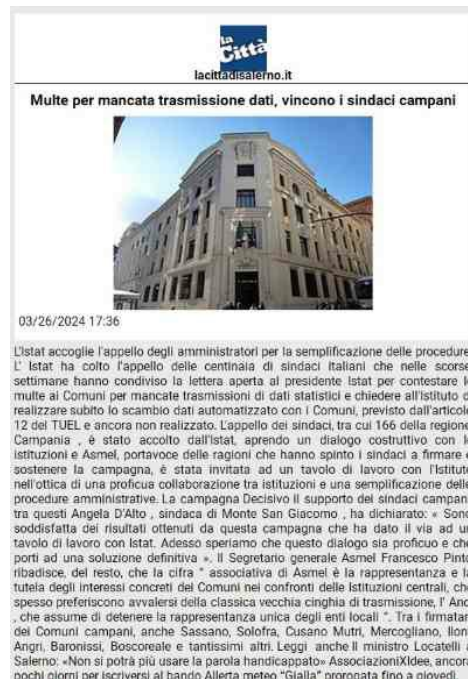 la
Città
lacittadisalerno.it
Multe per mancata trasmissione dati, vincono i sindaci campani
03/26/2024 17:36
L'Istat accoglie l'appello degli amministratori per la semplificazione delle procedure
L' Istat ha colto l'appello delle centinaia di sindaci Italiani che nelle scorse
settimane hanno condiviso la lettera aperta al presidente Istat per contestare l
multe ai Comuni per mancate trasmissioni di dati statistici e chiedere all'Istituto d
realizzare subito lo scambio dati automatizzato con i Comuni, previsto dall'articolo
12 del TUEL e ancora non realizzato. L'appello dei sindaci, tra cui 166 della regione
Campania , è stato accolto dall'Istat, aprendo un dialogo costruttivo con l
istituzioni e Asmel, portavoce delle ragioni che hanno spinto i sindaci a firmare e
sostenere la campagna, è stata invitata ad un tavolo di lavoro con l'Istituto
nell'ottica di una proficua collaborazione tra istituzioni e una semplificazione delle
procedure amministrative. La campagna Decisivo il supporto dei sindaci campani
tra questi Angela D'Alto , sindaca di Monte San Giacomo , ha dichiarato: « Sono
soddisfatta dei risultati ottenuti da questa campagna che ha dato il via ad un
tavolo di lavoro con Istat. Adesso speriamo che questo dialogo sia proficuo e che
porti ad una soluzione definitiva ». Il Segretario generale Asmel Francesco Pinto
ribadisce, del resto, che la cifra " associativa di Asmel è la rappresentanza e la
tutela degli interessi concreti dei Comuni nei confronti delle Istituzioni centrali, che
spesso preferiscono avvalersi della classica vecchia cinghia di trasmissione, l' Anc
, che assume di detenere la rappresentanza unica degli enti locali ". Tra i firmatari
dei Comuni campani, anche Sassano, Solofra, Cusano Mutri, Mercogliano, Ilon
Angri, Baronissi, Boscoreale e tantissimi altri. Leggi anche Il ministro Locatelli a
Salerno: «Non si potrà più usare la parola handicappato» AssociazioniXIdee, ancora
pochi giorni per iscriversi al bando Allerta meteo "Gialla" prorogata fino a giovedì